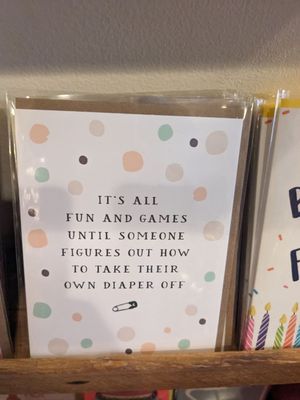 IT'S ALL
FUN AND GAMES
UNTIL SOMEONE
FIGURES OUT HOW
TO TAKE THEIR
OWN DIAPER OFF